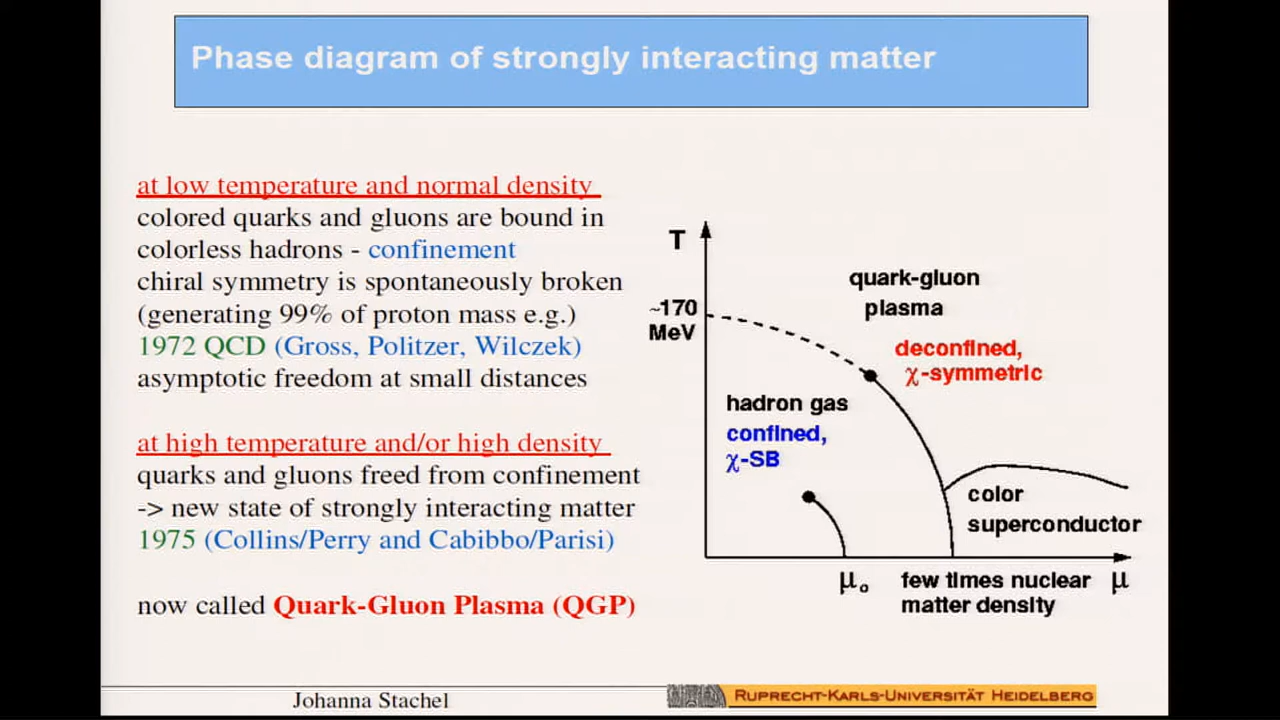 Phase diagram of strongly interacting matter
at low temperature and normal density
colored quarks and gluons are bound in
colorless hadrons - confinement
chiral symmetry is spontaneously broken
(generating 99% of proton mass e.g.)
1972 QCD (Gross, Politzer, Wilczek)
asymptotic freedom at small distances
at high temperature and/or high density
quarks and gluons freed from confinement
-> new state of strongly interacting matter
1975 (Collins/Perry and Cabibbo/Parisi)
now called Quark-Gluon Plasma (QGP)
T
~170
MeV
quark-gluon
plasma
deconfined,
χ-symmetric
hadron gas
confined,
χ-SB
color
superconductor
μo
few times nuclear
matter density
μ
Johanna Stachel
RUPRECHT-KARLS-UNIVERSITÄT HEIDELBERG